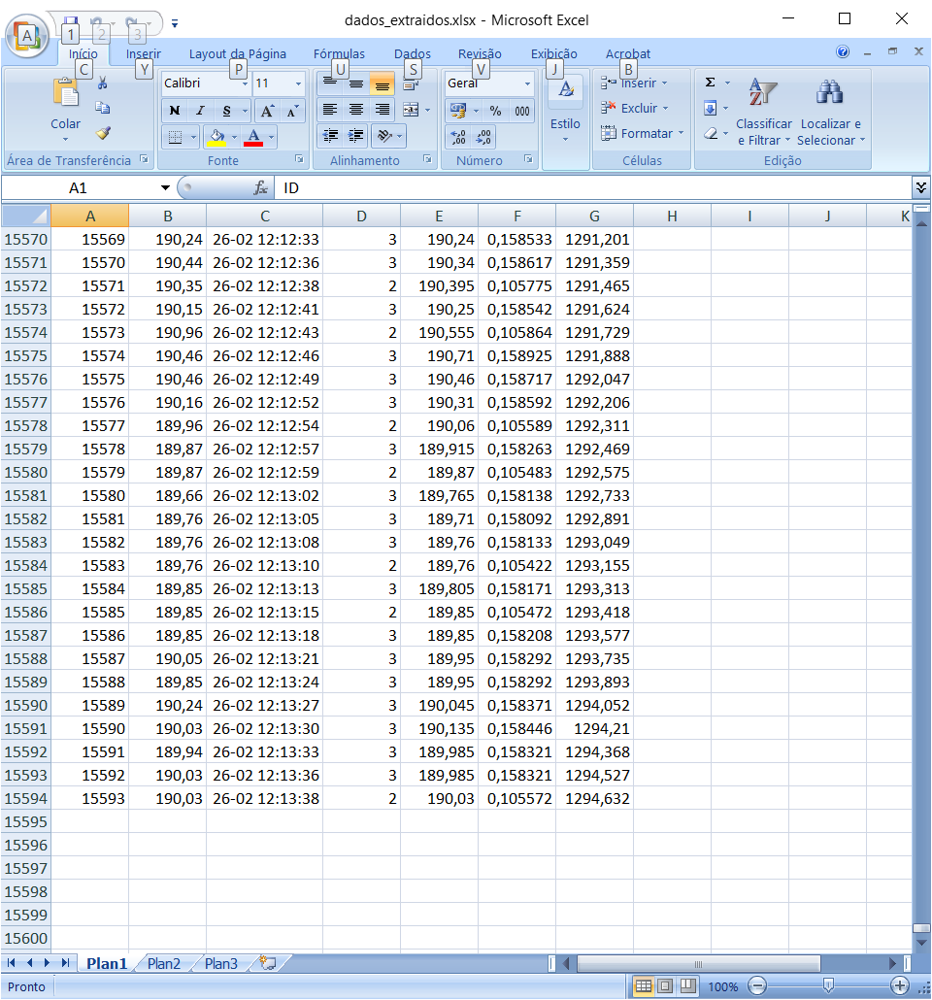 dados_extraidos.xlsx - Microsoft Excel
A 1 2 3
Início Inserir Layout da Página Fórmulas Dados Revisão Exibição Acrobat
C Y P U S V J B
Colar
Calibri 11
N I S A A
A
Geral
% 000
Estilo
Inserir
Excluir
Formatar
Σ
Classificar e Filtrar
Localizar e Selecionar
Área de Transferência Fonte Alinhamento Número Células Edição
A1 fx ID
A B C D E F G H I J K
15570 15569 190,24 26-02 12:12:33 3 190,24 0,158533 1291,201
15571 15570 190,44 26-02 12:12:36 3 190,34 0,158617 1291,359
15572 15571 190,35 26-02 12:12:38 2 190,395 0,105775 1291,465
15573 15572 190,15 26-02 12:12:41 3 190,25 0,158542 1291,624
15574 15573 190,96 26-02 12:12:43 2 190,555 0,105864 1291,729
15575 15574 190,46 26-02 12:12:46 3 190,71 0,158925 1291,888
15576 15575 190,46 26-02 12:12:49 3 190,46 0,158717 1292,047
15577 15576 190,16 26-02 12:12:52 3 190,31 0,158592 1292,206
15578 15577 189,96 26-02 12:12:54 2 190,06 0,105589 1292,311
15579 15578 189,87 26-02 12:12:57 3 189,915 0,158263 1292,469
15580 15579 189,87 26-02 12:12:59 2 189,87 0,105483 1292,575
15581 15580 189,66 26-02 12:13:02 3 189,765 0,158138 1292,733
15582 15581 189,76 26-02 12:13:05 3 189,71 0,158092 1292,891
15583 15582 189,76 26-02 12:13:08 3 189,76 0,158133 1293,049
15584 15583 189,76 26-02 12:13:10 2 189,76 0,105422 1293,155
15585 15584 189,85 26-02 12:13:13 3 189,805 0,158171 1293,313
15586 15585 189,85 26-02 12:13:15 2 189,85 0,105472 1293,418
15587 15586 189,85 26-02 12:13:18 3 189,85 0,158208 1293,577
15588 15587 190,05 26-02 12:13:21 3 189,95 0,158292 1293,735
15589 15588 189,85 26-02 12:13:24 3 189,95 0,158292 1293,893
15590 15589 190,24 26-02 12:13:27 3 190,045 0,158371 1294,052
15591 15590 190,03 26-02 12:13:30 3 190,135 0,158446 1294,21
15592 15591 189,94 26-02 12:13:33 3 189,985 0,158321 1294,368
15593 15592 190,03 26-02 12:13:36 3 189,985 0,158321 1294,527
15594 15593 190,03 26-02 12:13:38 2 190,03 0,105572 1294,632
15595
15596
15597
15598
15599
15600
Plan1 Plan2 Plan3
Pronto 100%